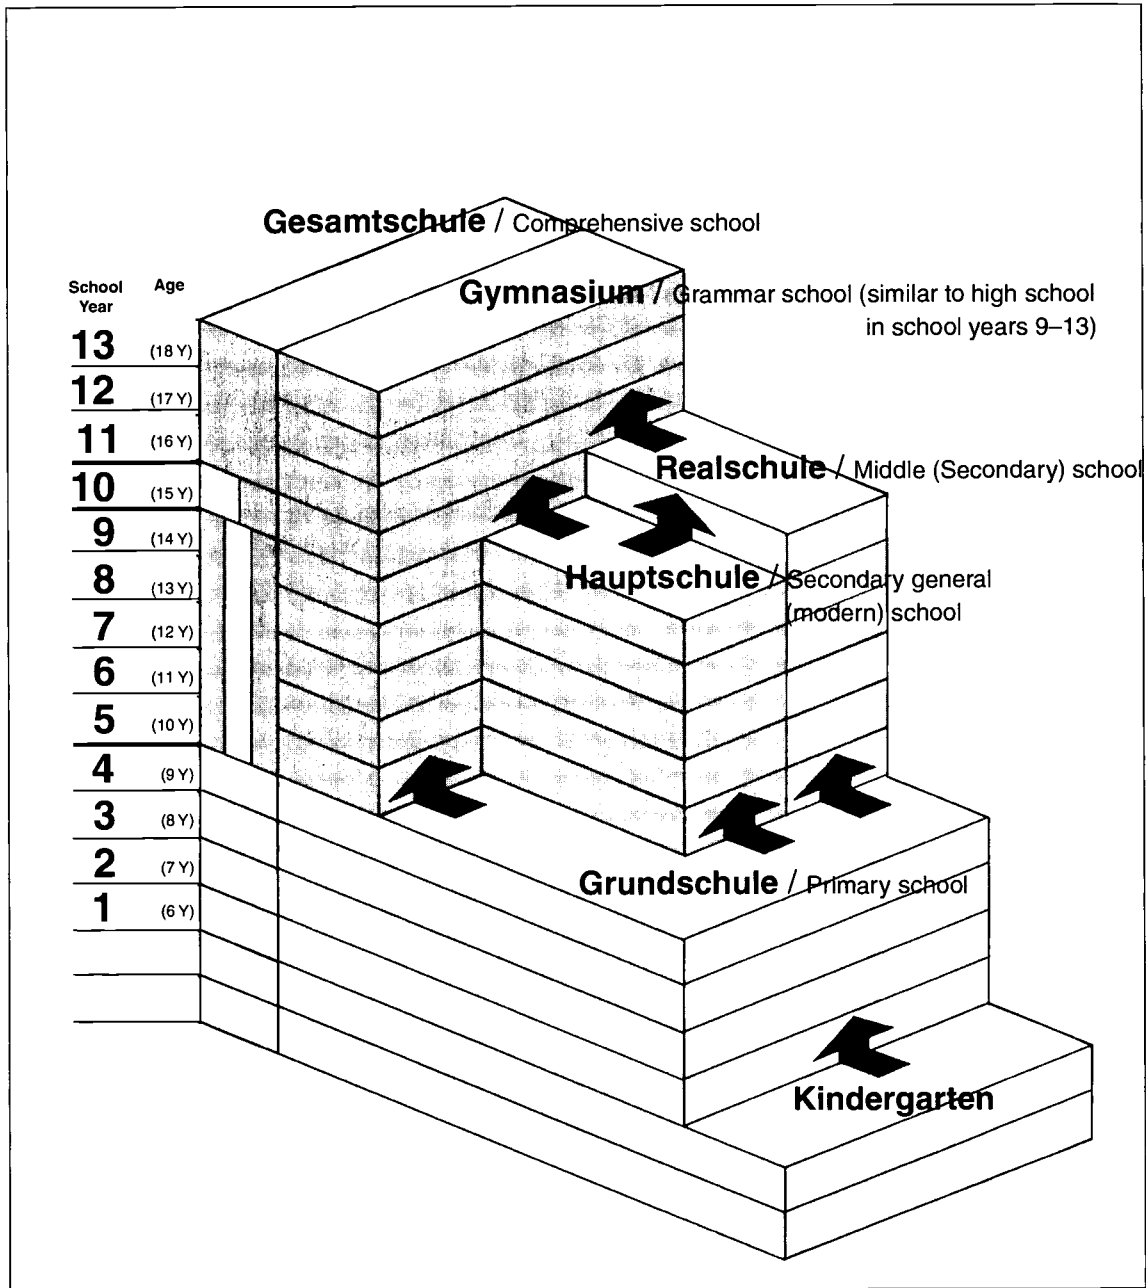 Gesamtschule / Comprehensive school
School Year
Age
Gymnasium / Grammar school (similar to high school
in school years 9–13)
13 (18 Y)
12 (17 Y)
11 (16 Y)
Realschule / Middle (Secondary) school
10 (15 Y)
9 (14 Y)
8 (13 Y)
Hauptschule / Secondary general
(modern) school
7 (12 Y)
6 (11 Y)
5 (10 Y)
4 (9 Y)
3 (8 Y)
2 (7 Y)
Grundschule / Primary school
1 (6 Y)
Kindergarten